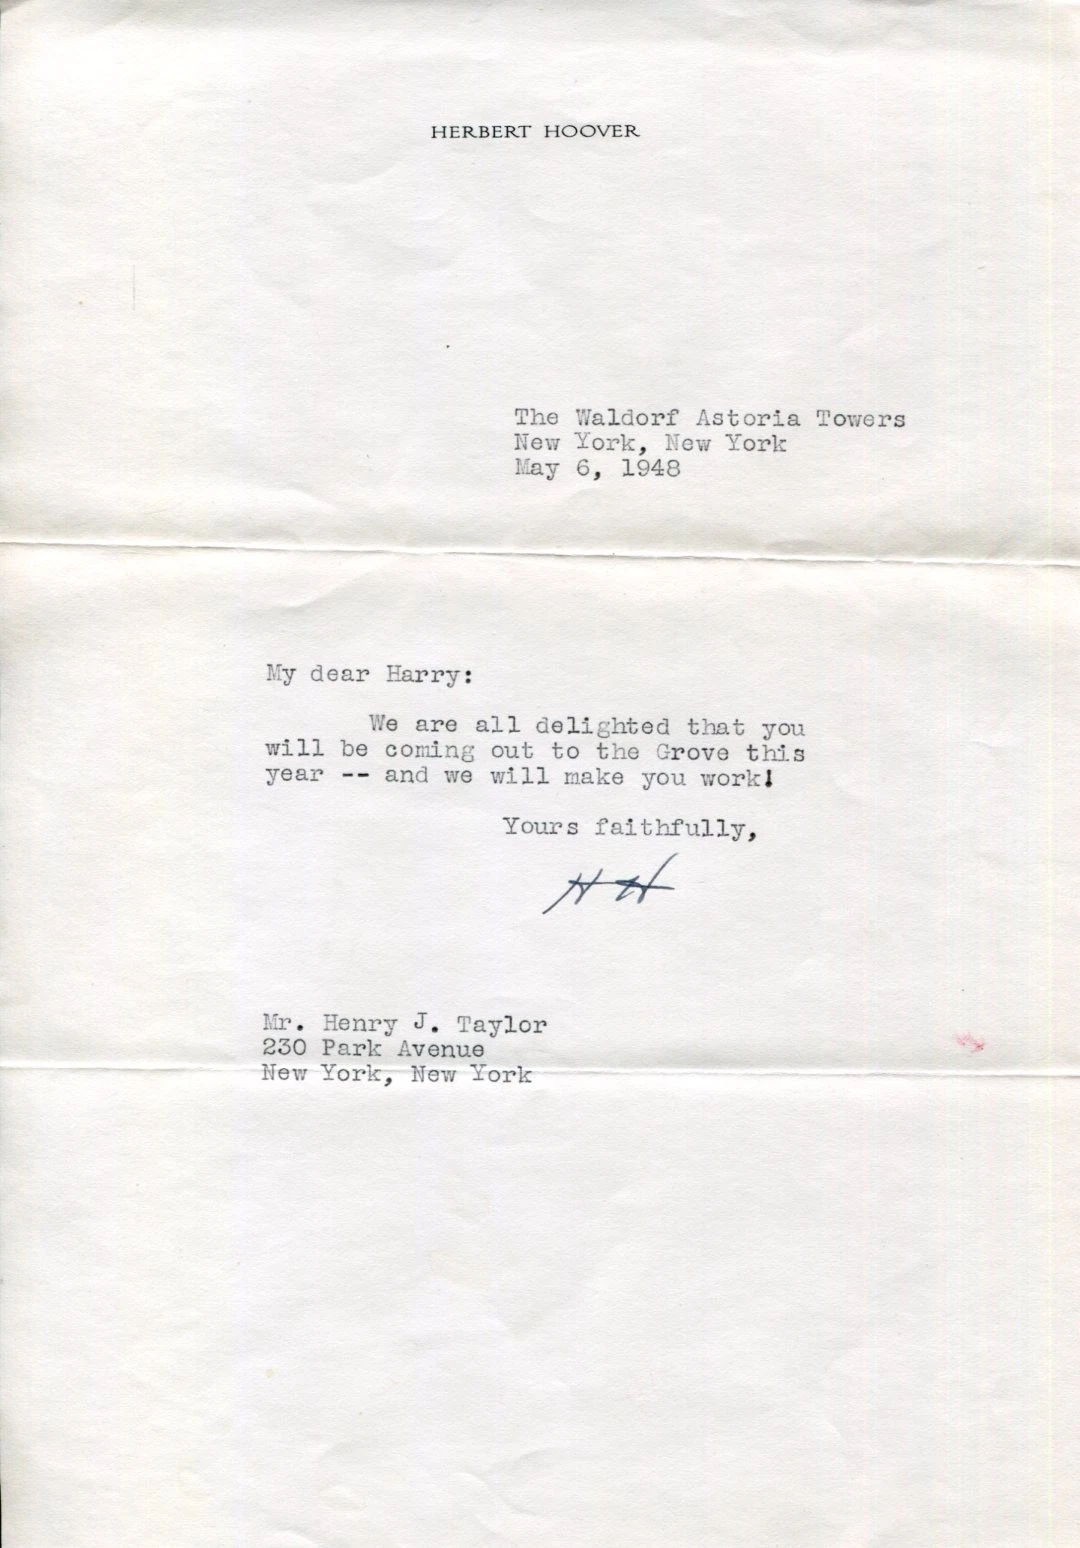 HERBERT HOOVER
The Waldorf Astoria Towers
New York, New York
May 6, 1948
My dear Harry:
We are all delighted that you
will be coming out to the Grove this
year -- and we will make you work!
Yours faithfully,
H H
Mr. Henry J. Taylor
230 Park Avenue
New York, New York